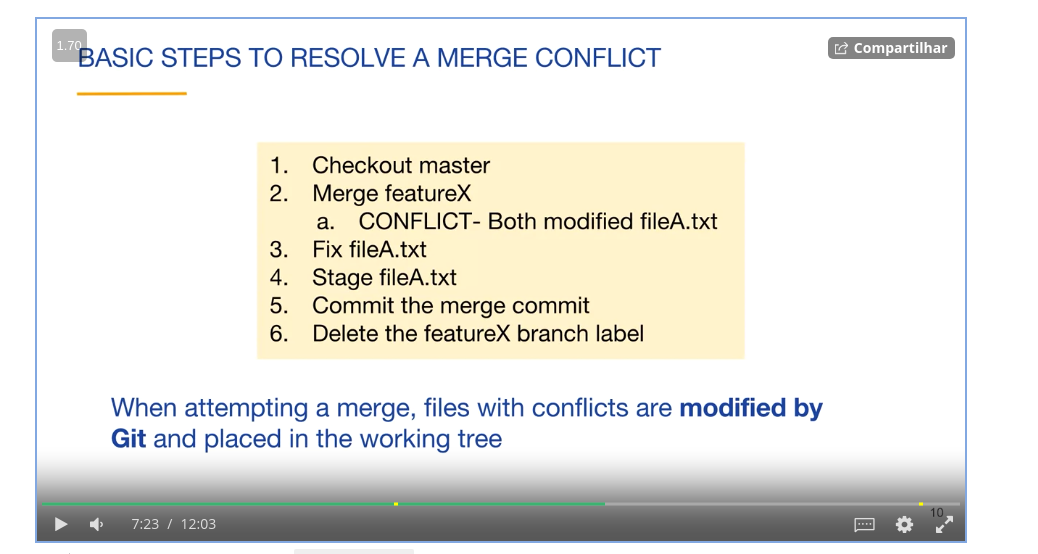 1.70
BASIC STEPS TO RESOLVE A MERGE CONFLICT
Compartilhar
1. Checkout master
2. Merge featureX
a. CONFLICT- Both modified fileA.txt
3. Fix fileA.txt
4. Stage fileA.txt
5. Commit the merge commit
6. Delete the featureX branch label
When attempting a merge, files with conflicts are modified by
Git and placed in the working tree
10
7:23 / 12:03